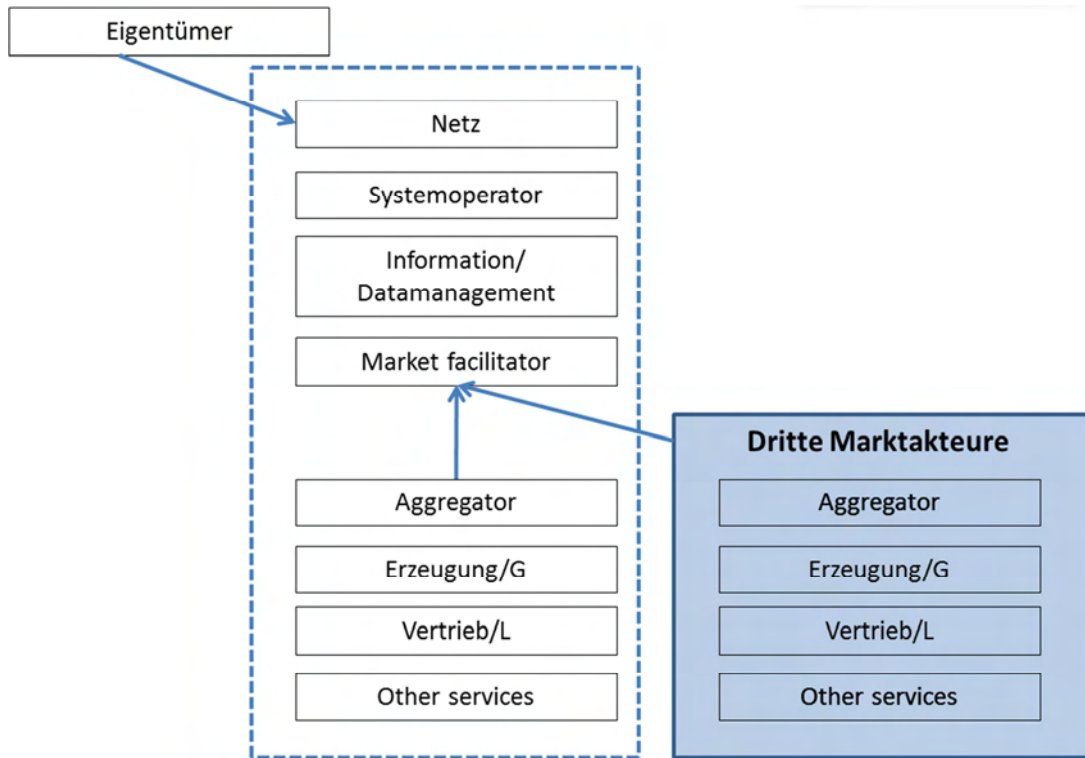 Eigentümer
Netz
Systemoperator
Information/
Datamanagement
Market facilitator
Aggregator
Erzeugung/G
Vertrieb/L
Other services
Dritte Marktakteure
Aggregator
Erzeugung/G
Vertrieb/L
Other services